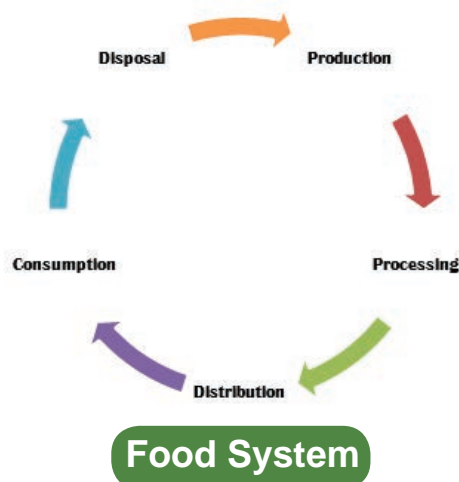 Disposal
Production
Consumption
Processing
Distribution
Food System